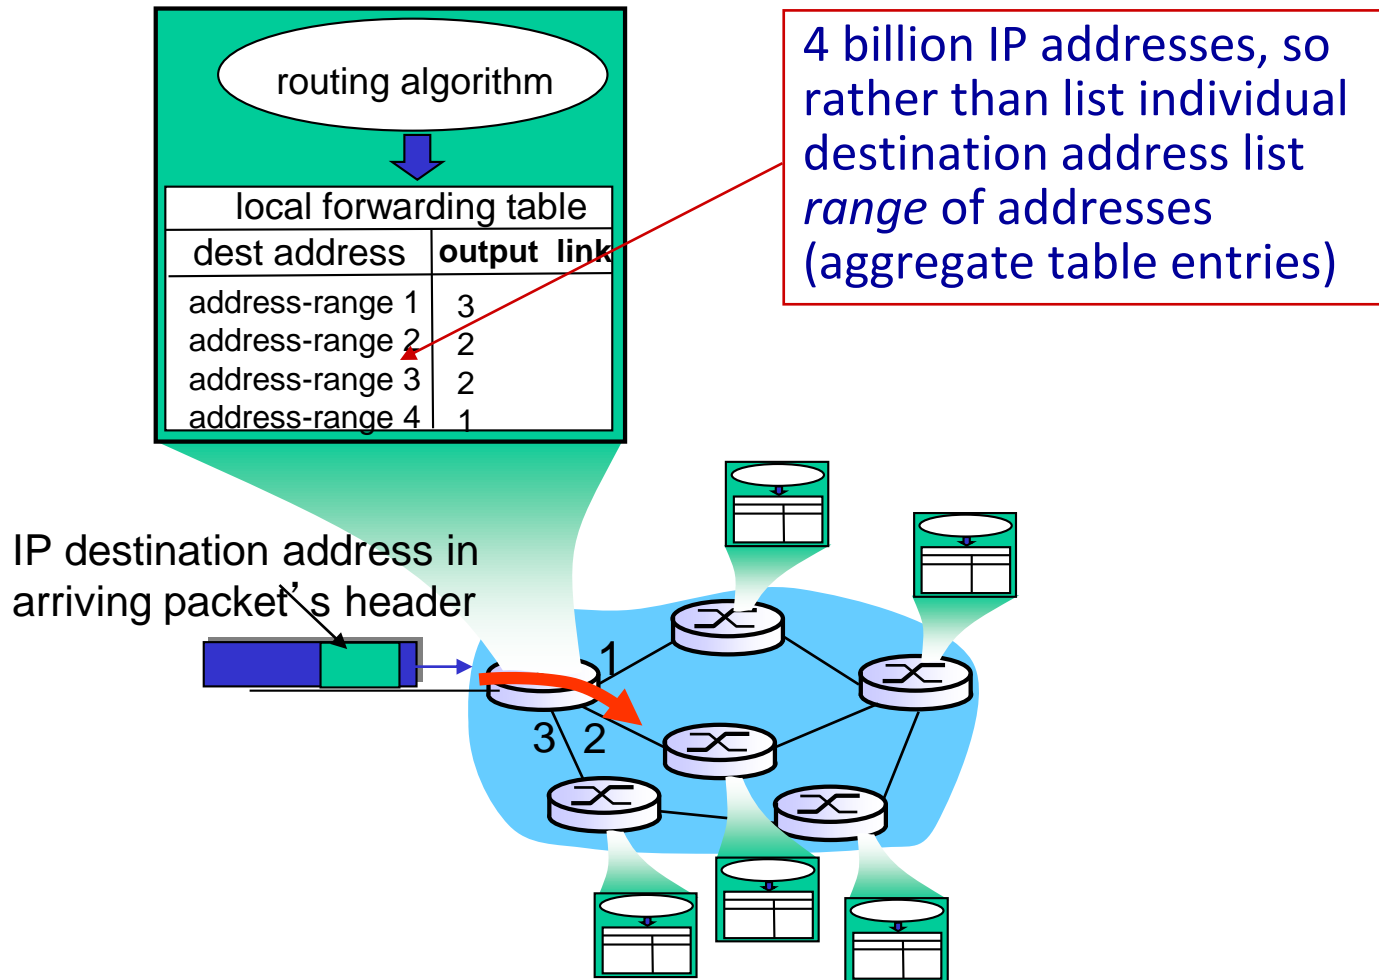 routing algorithm
local forwarding table
dest address output link
address-range 1 3
address-range 2 2
address-range 3 2
address-range 4 1
4 billion IP addresses, so
rather than list individual
destination address list
range of addresses
(aggregate table entries)
IP destination address in
arriving packet’s header
1
3 2